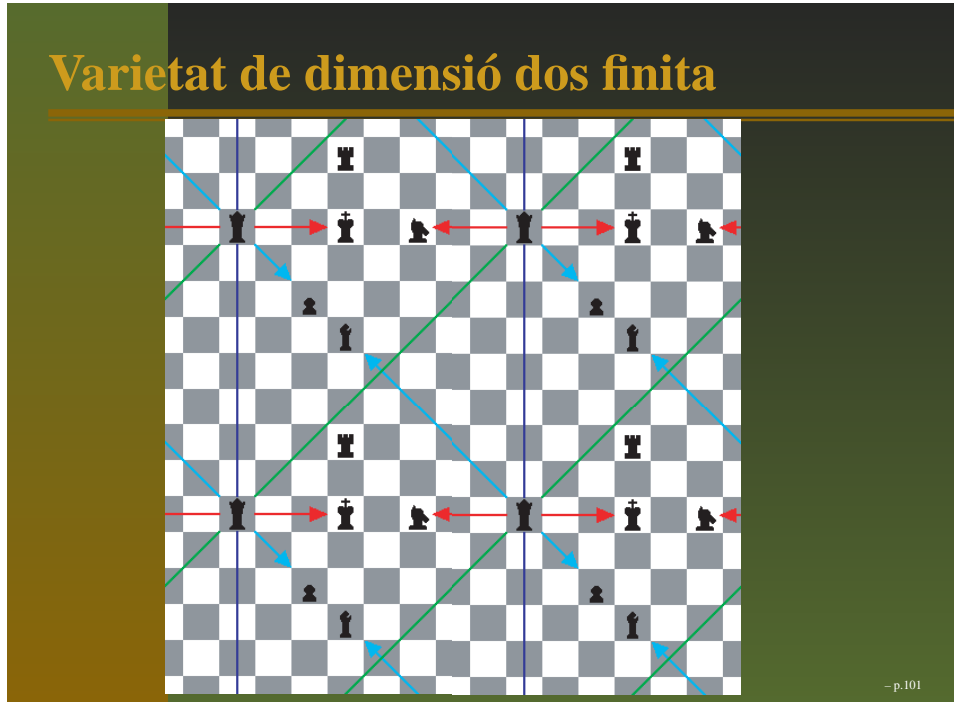 Varietat de dimensió dos finita
– p.101